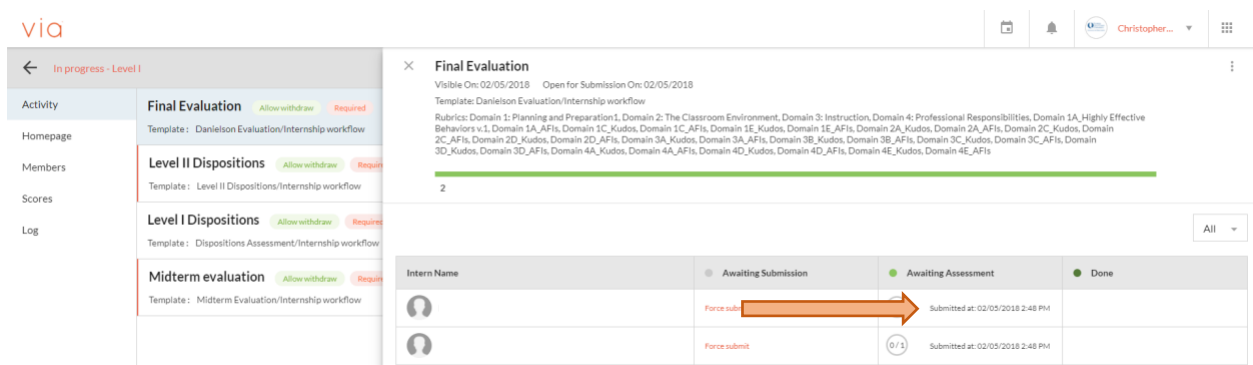 via
Christopher...
In progress - Level I
Activity
Homepage
Members
Scores
Log
Final Evaluation Allow withdraw Required
Template : Danielson Evaluation/Internship workflow
Level II Dispositions Allow withdraw Requir
Template : Level II Dispositions/Internship workflow
Level I Dispositions Allow withdraw Required
Template : Dispositions Assessment/Internship workflow
Midterm evaluation Allow withdraw Requir
Template : Midterm Evaluation/Internship workflow
Final Evaluation
Visible On: 02/05/2018 Open for Submission On: 02/05/2018
Template: Danielson Evaluation/Internship workflow
Rubrics: Domain 1: Planning and Preparation1, Domain 2: The Classroom Environment, Domain 3: Instruction, Domain 4: Professional Responsibilities, Domain 1A_Highly Effective
Behaviors v.1, Domain 1A_AFIs, Domain 1C_Kudos, Domain 1C_AFIs, Domain 1E_Kudos, Domain 1E_AFIs, Domain 2A_Kudos, Domain 2A_AFIs, Domain 2C_Kudos, Domain
2C_AFIs, Domain 2D_Kudos, Domain 2D_AFIs, Domain 3A_Kudos, Domain 3A_AFIs, Domain 3B_Kudos, Domain 3B_AFIs, Domain 3C_Kudos, Domain 3C_AFIs, Domain
3D_Kudos, Domain 3D_AFIs, Domain 4A_Kudos, Domain 4A_AFIs, Domain 4D_Kudos, Domain 4D_AFIs, Domain 4E_Kudos, Domain 4E_AFIs
2
All
Intern Name Awaiting Submission Awaiting Assessment Done
Force subm Submitted at: 02/05/2018 2:48 PM
Force submit 0/1 Submitted at: 02/05/2018 2:48 PM